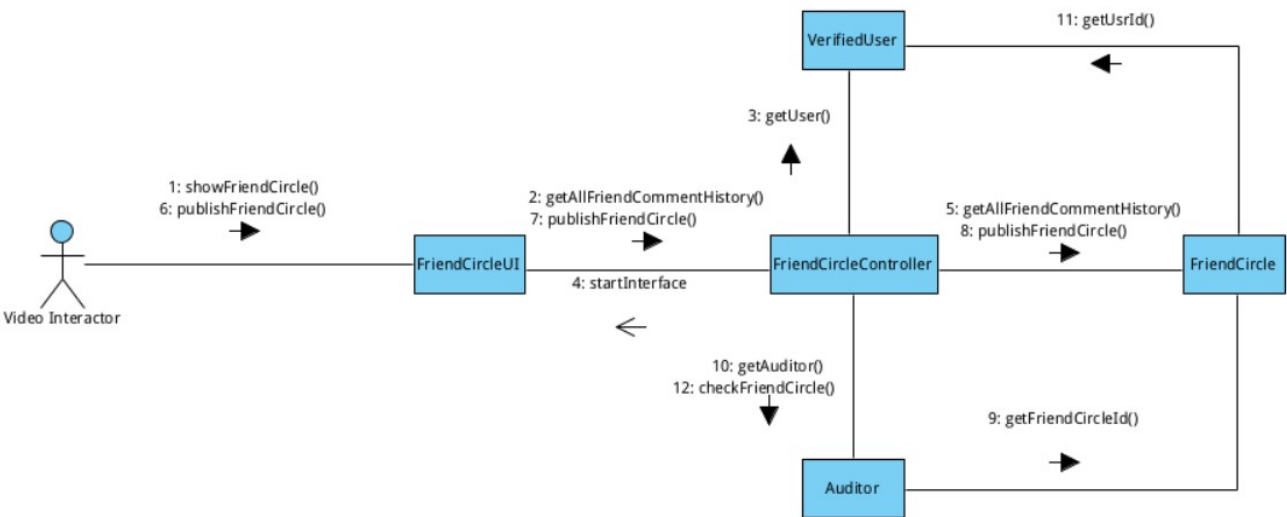 11: getUsrId()
VerifiedUser
3: getUser()
1: showFriendCircle()
6: publishFriendCircle()
2: getAllFriendCommentHistory()
7: publishFriendCircle()
5: getAllFriendCommentHistory()
8: publishFriendCircle()
FriendCircleUI
FriendCircleController
FriendCircle
4: startInterface
Video Interactor
10: getAuditor()
12: checkFriendCircle()
9: getFriendCircleId()
Auditor